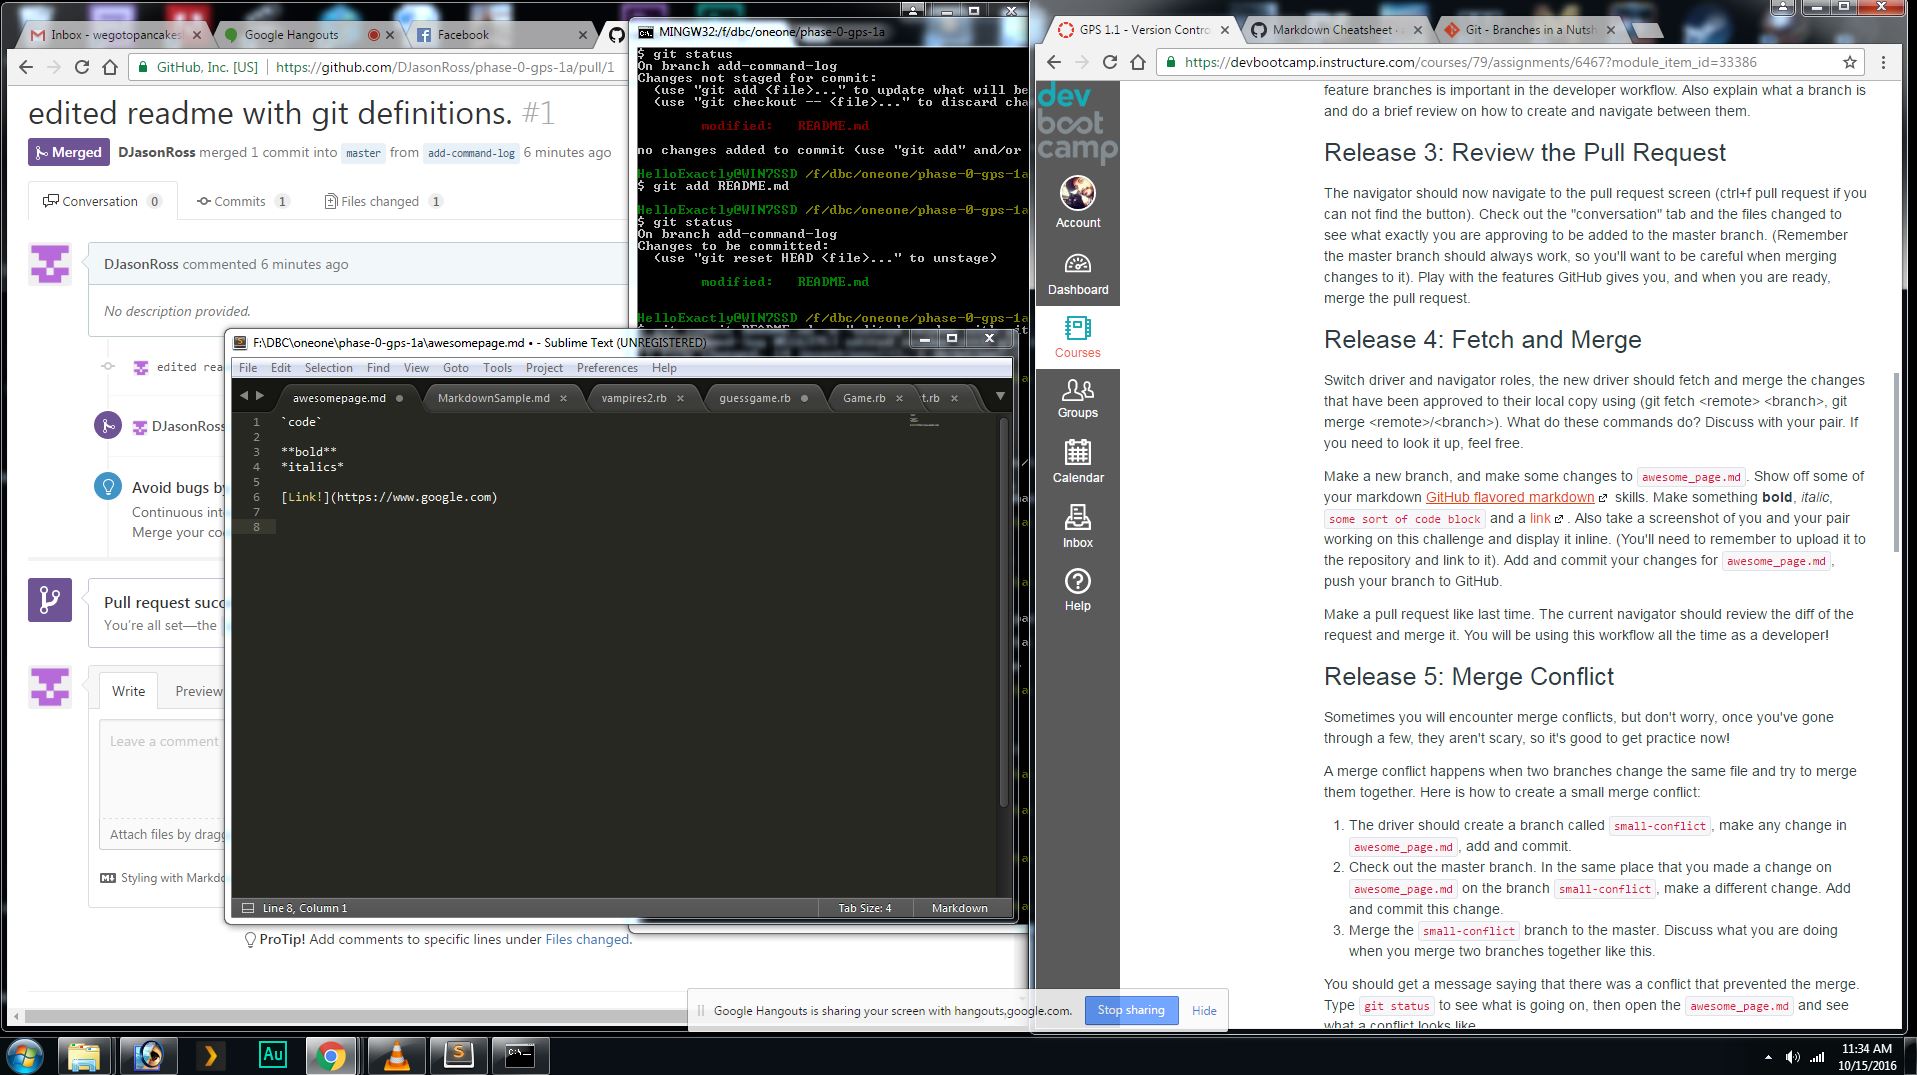 Inbox - wegotopancakes
Google Hangouts
Facebook
GitHub, Inc. [US]
https://github.com/DJasonRoss/phase-0-gps-1a/pull/1
edited readme with git definitions. #1
Merged
DJasonRoss merged 1 commit into master from add-command-log 6 minutes ago
Conversation 0
Commits 1
Files changed 1
DJasonRoss commented 6 minutes ago
No description provided.
edited rea
DJasonRoss
Avoid bugs by
Continuous int
Merge your co
Pull request succ
You're all set—the
Write
Preview
Leave a comment
Attach files by dragg
Styling with Markdo
ProTip! Add comments to specific lines under Files changed.
MINGW32:/f/dbc/oneone/phase-0-gps-1a
$ git status
On branch add-command-log
Changes not staged for commit:
(use "git add <file>..." to update what will be
(use "git checkout -- <file>..." to discard cha
modified: README.md
no changes added to commit (use "git add" and/or
HelloExactly@WIN7SSD /f/dbc/oneone/phase-0-gps-1a
$ git add README.md
HelloExactly@WIN7SSD /f/dbc/oneone/phase-0-gps-1a
$ git status
On branch add-command-log
Changes to be committed:
(use "git reset HEAD <file>..." to unstage)
modified: README.md
HelloExactly@WIN7SSD /f/dbc/oneone/phase-0-gps-1a
F:\DBC\oneone\phase-0-gps-1a\awesomepage.md • - Sublime Text (UNREGISTERED)
File Edit Selection Find View Goto Tools Project Preferences Help
awesomepage.md
MarkdownSample.md
vampires2.rb
guessgame.rb
Game.rb
t.rb
1 `code`
2
3 **bold**
4 *italics*
5
6 [Link!](https://www.google.com)
7
8
Line 8, Column 1
Tab Size: 4
Markdown
GPS 1.1 - Version Contro
Markdown Cheatsheet ·
Git - Branches in a Nutsh
https://devbootcamp.instructure.com/courses/79/assignments/6467?module_item_id=33386
dev
boot
camp
Account
Dashboard
Courses
Groups
Calendar
Inbox
Help
feature branches is important in the developer workflow. Also explain what a branch is
and do a brief review on how to create and navigate between them.
Release 3: Review the Pull Request
The navigator should now navigate to the pull request screen (ctrl+f pull request if you
can not find the button). Check out the "conversation" tab and the files changed to
see what exactly you are approving to be added to the master branch. (Remember
the master branch should always work, so you'll want to be careful when merging
changes to it). Play with the features GitHub gives you, and when you are ready,
merge the pull request.
Release 4: Fetch and Merge
Switch driver and navigator roles, the new driver should fetch and merge the changes
that have been approved to their local copy using (git fetch <remote> <branch>, git
merge <remote>/<branch>). What do these commands do? Discuss with your pair. If
you need to look it up, feel free.
Make a new branch, and make some changes to awesome_page.md. Show off some of
your markdown GitHub flavored markdown skills. Make something bold, italic,
some sort of code block and a link . Also take a screenshot of you and your pair
working on this challenge and display it inline. (You'll need to remember to upload it to
the repository and link to it). Add and commit your changes for awesome_page.md,
push your branch to GitHub.
Make a pull request like last time. The current navigator should review the diff of the
request and merge it. You will be using this workflow all the time as a developer!
Release 5: Merge Conflict
Sometimes you will encounter merge conflicts, but don't worry, once you've gone
through a few, they aren't scary, so it's good to get practice now!
A merge conflict happens when two branches change the same file and try to merge
them together. Here is how to create a small merge conflict:
1. The driver should create a branch called small-conflict, make any change in
awesome_page.md, add and commit.
2. Check out the master branch. In the same place that you made a change on
awesome_page.md on the branch small-conflict, make a different change. Add
and commit this change.
3. Merge the small-conflict branch to the master. Discuss what you are doing
when you merge two branches together like this.
You should get a message saying that there was a conflict that prevented the merge.
Type git status to see what is going on, then open the awesome_page.md and see
what a conflict looks like
Google Hangouts is sharing your screen with hangouts.google.com.
Stop sharing
Hide
Au
11:34 AM
10/15/2016